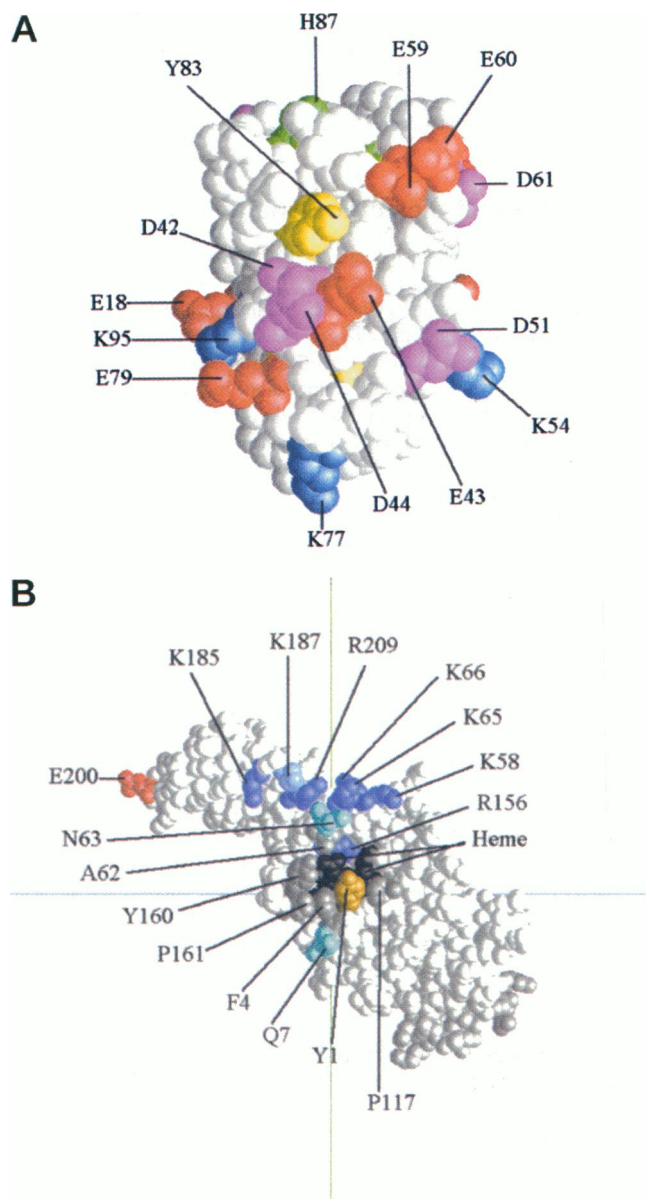 A
H87
Y83
E59
E60
D61
D42
E18
K95
E79
D51
K54
D44
E43
K77
B
K185
K187
R209
K66
K65
K58
E200
R156
N63
Heme
A62
Y160
P161
F4
Q7
Y1
P117